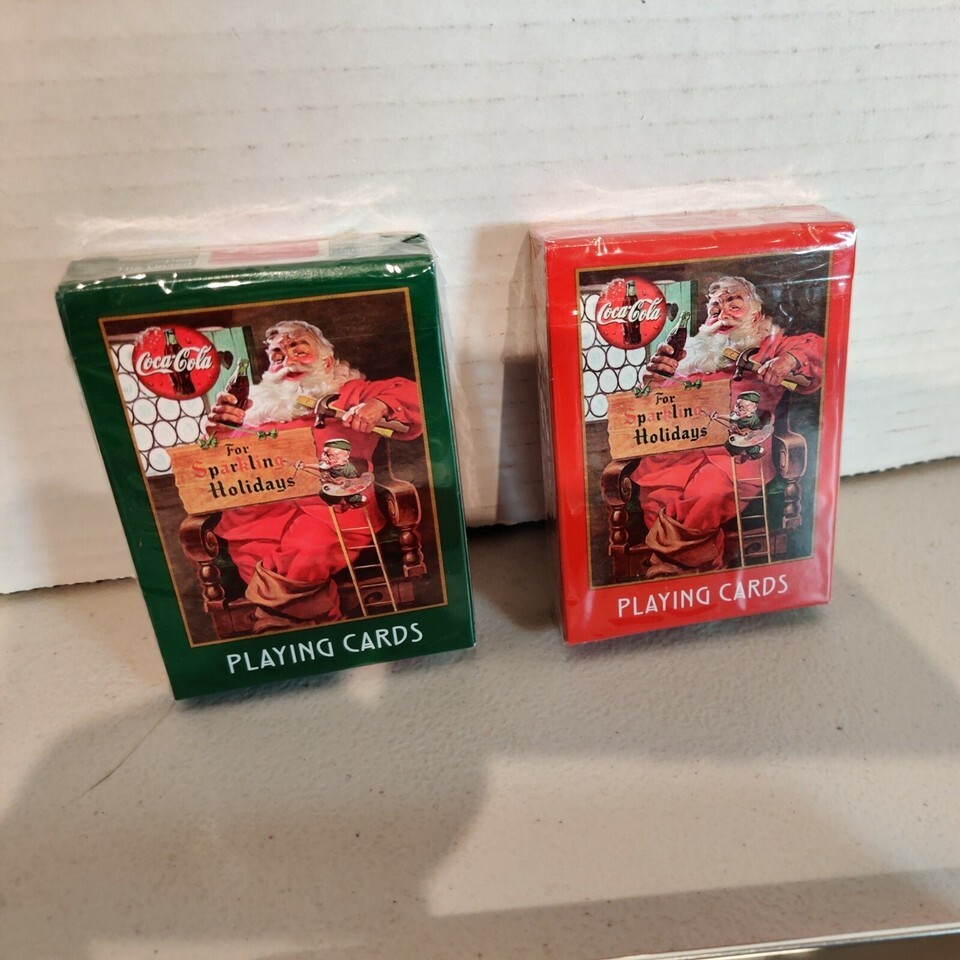 Coca-Cola
For
Sparkling
Holidays
PLAYING CARDS
Coca-Cola
For
Sparkling
Holidays
PLAYING CARDS